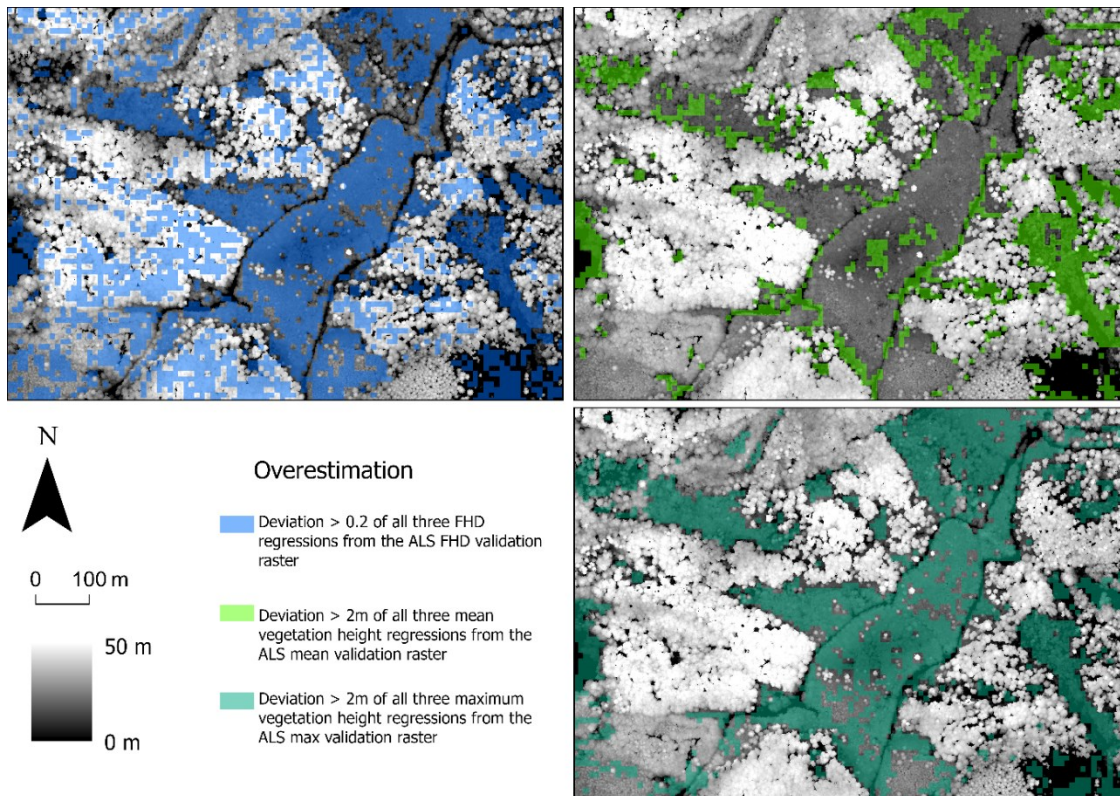 N
0 100 m
50 m
0 m
Overestimation
Deviation > 0.2 of all three FHD
regressions from the ALS FHD validation
raster
Deviation > 2m of all three mean
vegetation height regressions from the
ALS mean validation raster
Deviation > 2m of all three maximum
vegetation height regressions from the
ALS max validation raster